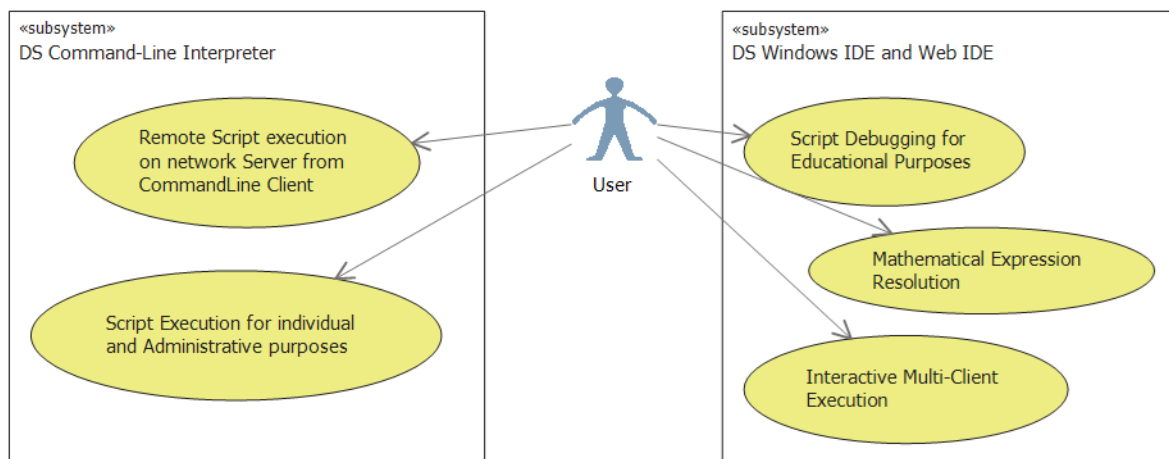 «subsystem»
DS Command-Line Interpreter
Remote Script execution
on network Server from
CommandLine Client
Script Execution for individual
and Administrative purposes
User
«subsystem»
DS Windows IDE and Web IDE
Script Debugging for
Educational Purposes
Mathematical Expression
Resolution
Interactive Multi-Client
Execution